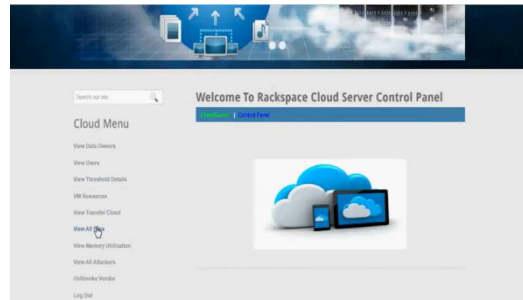 Search our site
Welcome To Rackspace Cloud Server Control Panel
| Control Panel
Cloud Menu
View Data Owners
View Users
View Threshold Details
VM Resources
View Transfer Cloud
View All
View Memory Utilisation
View All Attackers
UnRevoke Vendor
Log Out